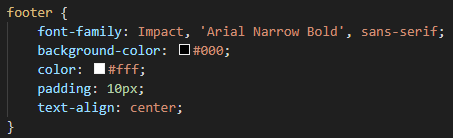 footer {
font-family: Impact, 'Arial Narrow Bold', sans-serif;
background-color: #000;
color: #fff;
padding: 10px;
text-align: center;
}